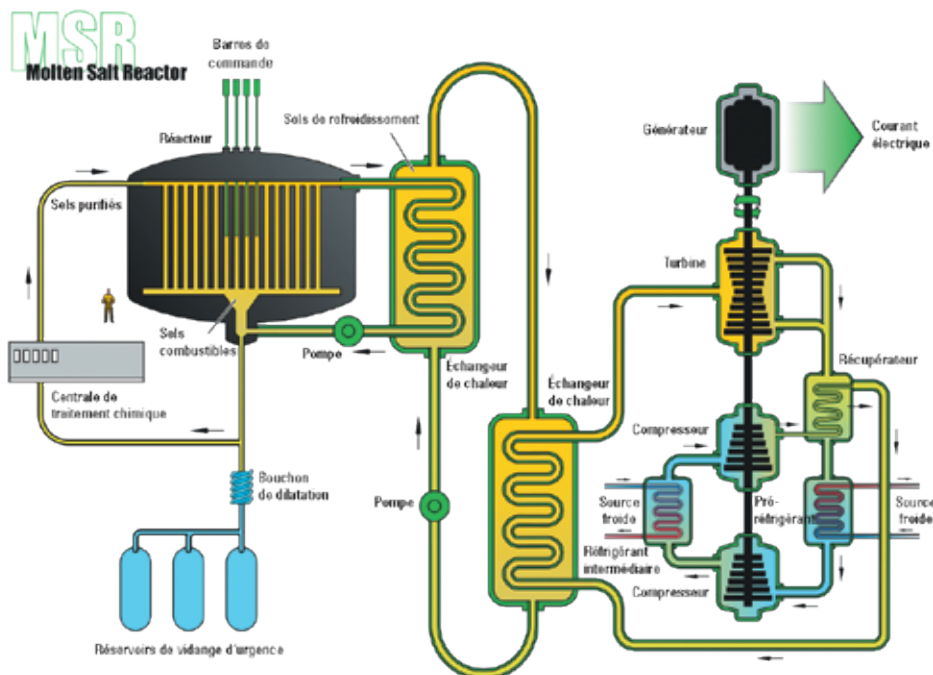 MSR
Molten Salt Reactor
Barres de
commande
Sels de refroidissement
Réacteur
Générateur
Courant
électrique
Sels purifiés
Turbine
Sels
combustibles
Pompe
Échangeur
de chaleur
Récupérateur
Échangeur
de chaleur
Centrale de
traitement chimique
Compresseur
Bouchon
de dilatation
Pompe
Source
froide
Pré-
réfrigérant
Source
froide
Réfrigérant
intermédiaire
Compresseur
Réservoirs de vidange d'urgence